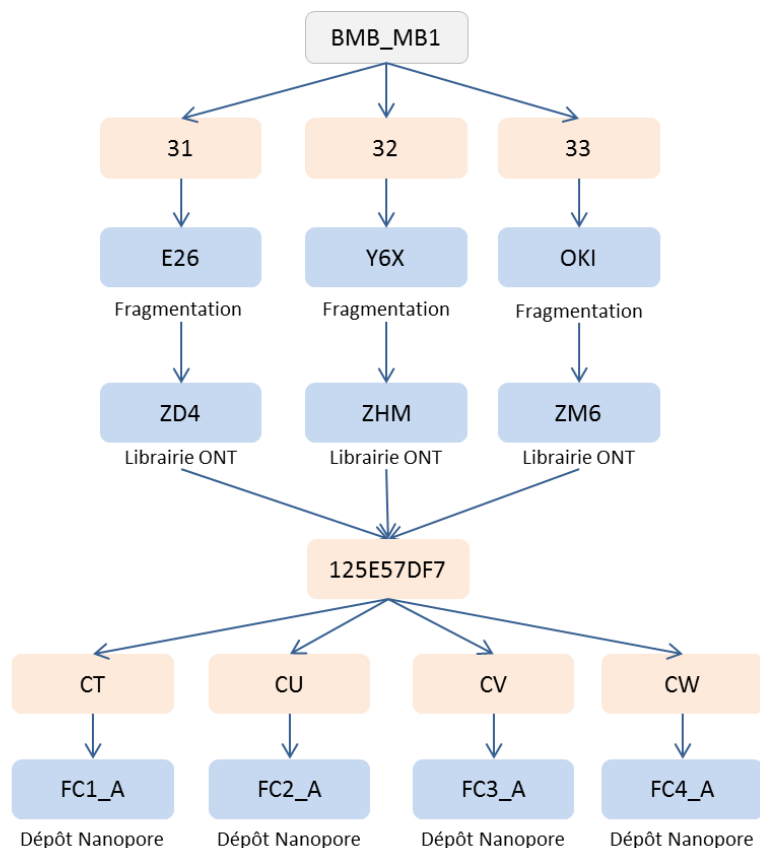 BMB_MB1
31
32
33
E26
Y6X
OKI
Fragmentation
Fragmentation
Fragmentation
ZD4
ZHM
ZM6
Librairie ONT
Librairie ONT
Librairie ONT
125E57DF7
CT
CU
CV
CW
FC1_A
FC2_A
FC3_A
FC4_A
Dépôt Nanopore
Dépôt Nanopore
Dépôt Nanopore
Dépôt Nanopore